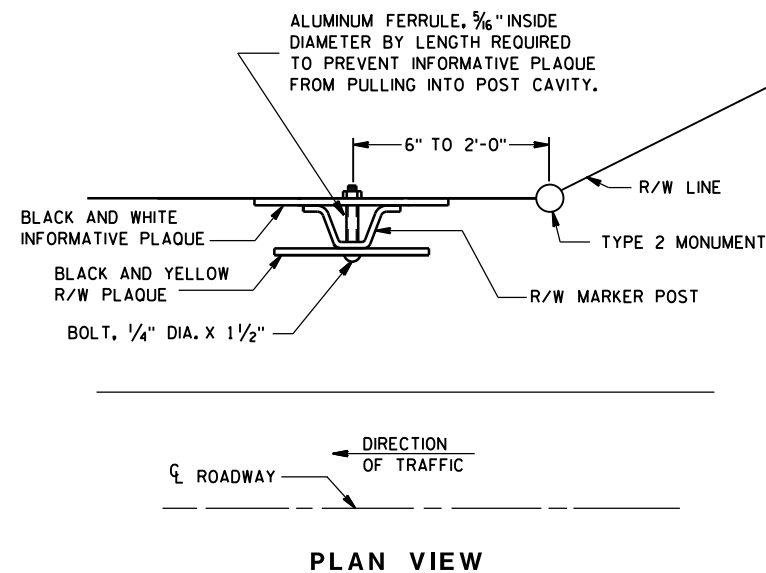 ALUMINUM FERRULE, 5/16" INSIDE
DIAMETER BY LENGTH REQUIRED
TO PREVENT INFORMATIVE PLAQUE
FROM PULLING INTO POST CAVITY.
6" TO 2'-0"
R/W LINE
BLACK AND WHITE
INFORMATIVE PLAQUE
TYPE 2 MONUMENT
BLACK AND YELLOW
R/W PLAQUE
R/W MARKER POST
BOLT, 1/4" DIA. X 1 1/2"
DIRECTION
OF TRAFFIC
℄ ROADWAY
PLAN VIEW